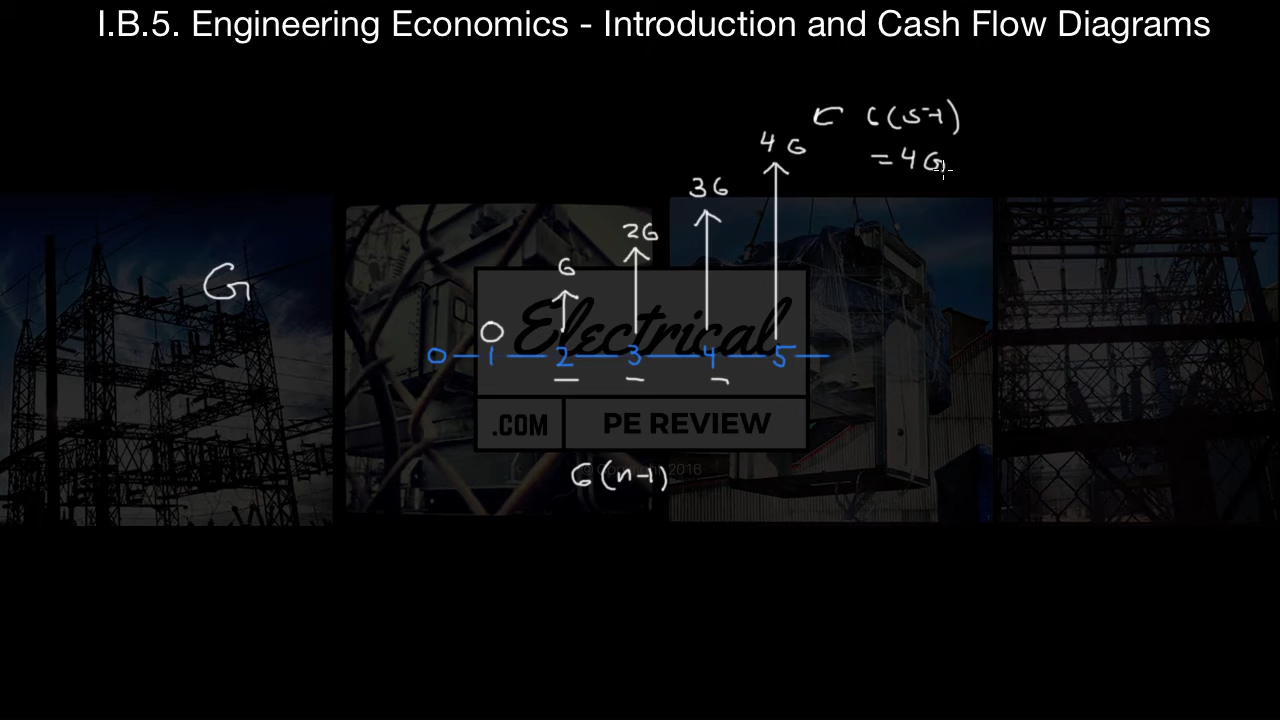 I.B.5. Engineering Economics - Introduction and Cash Flow Diagrams
G(5-1)
4G
= 4G
3G
2G
G
G
0
Electrical
0 1 2 3 4 5
.COM PE REVIEW
G(n-1)
2018